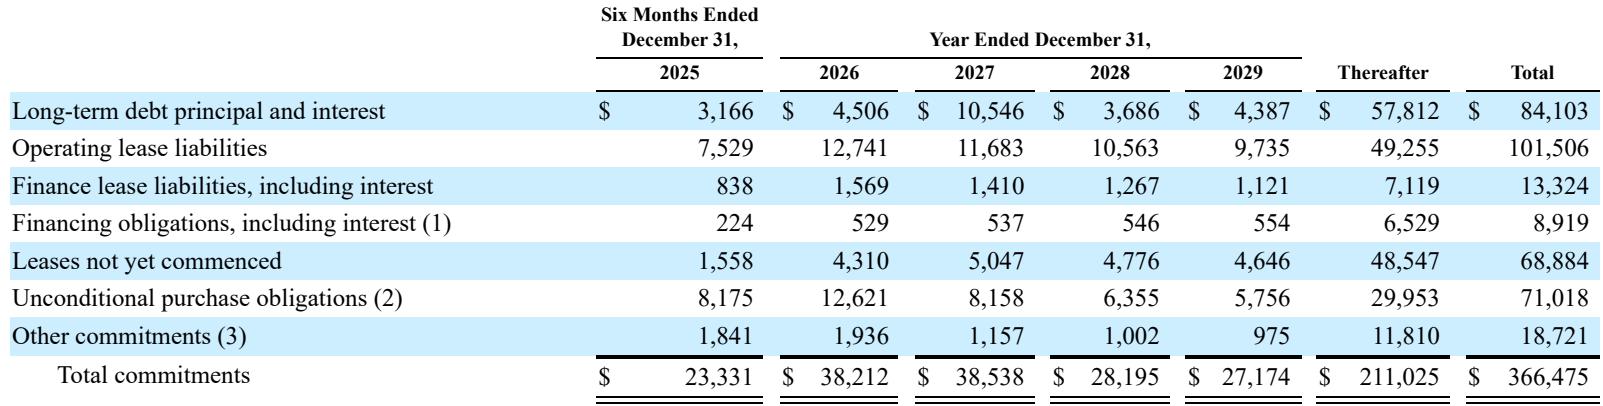 Six Months Ended
December 31, Year Ended December 31,
2025 2026 2027 2028 2029 Thereafter Total
Long-term debt principal and interest $ 3,166 $ 4,506 $ 10,546 $ 3,686 $ 4,387 $ 57,812 $ 84,103
Operating lease liabilities 7,529 12,741 11,683 10,563 9,735 49,255 101,506
Finance lease liabilities, including interest 838 1,569 1,410 1,267 1,121 7,119 13,324
Financing obligations, including interest (1) 224 529 537 546 554 6,529 8,919
Leases not yet commenced 1,558 4,310 5,047 4,776 4,646 48,547 68,884
Unconditional purchase obligations (2) 8,175 12,621 8,158 6,355 5,756 29,953 71,018
Other commitments (3) 1,841 1,936 1,157 1,002 975 11,810 18,721
Total commitments $ 23,331 $ 38,212 $ 38,538 $ 28,195 $ 27,174 $ 211,025 $ 366,475